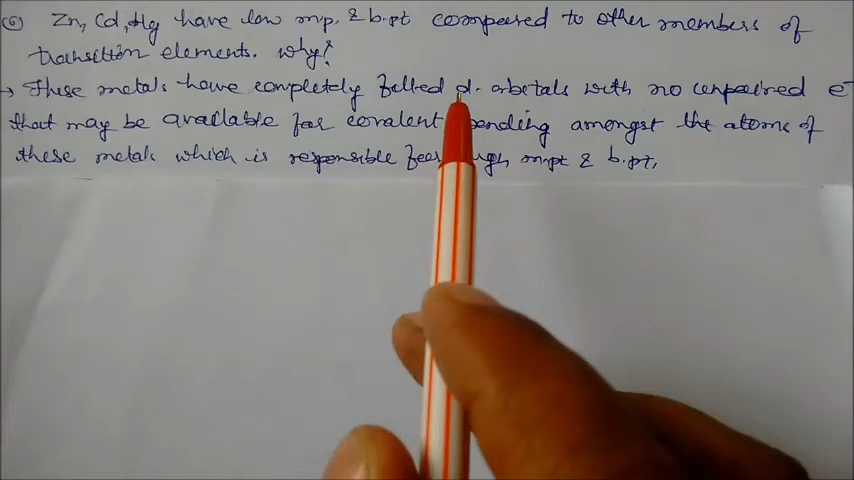 6) Zn, Cd, Hg have low mp. & b.pt compared to other members of
transition elements. why?
→ These metals have completely filled d- orbitals with no unpaired e⁻
that may be available for covalent bonding amongst the atoms of
these metals which is responsible for high m.pt & b.pt.